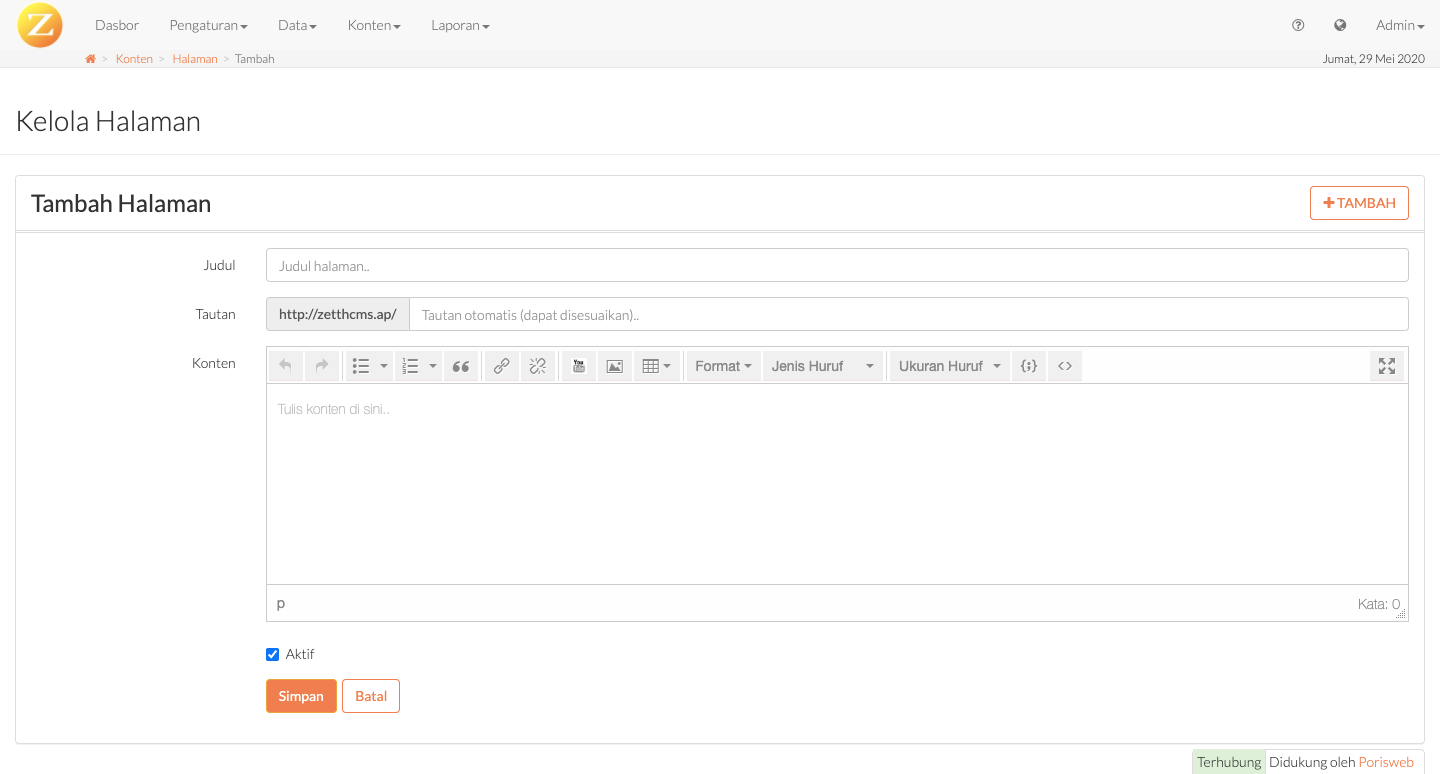 Z Dasbor Pengaturan Data Konten Laporan Admin
> Konten > Halaman > Tambah Jumat, 29 Mei 2020
Kelola Halaman
Tambah Halaman +TAMBAH
Judul Judul halaman..
Tautan http://zetthcms.ap/ Tautan otomatis (dapat disesuaikan)..
Konten You Format Jenis Huruf Ukuran Huruf {;} <>
Tulis konten di sini..
p Kata: 0
Aktif
Simpan Batal
Terhubung Didukung oleh Porisweb